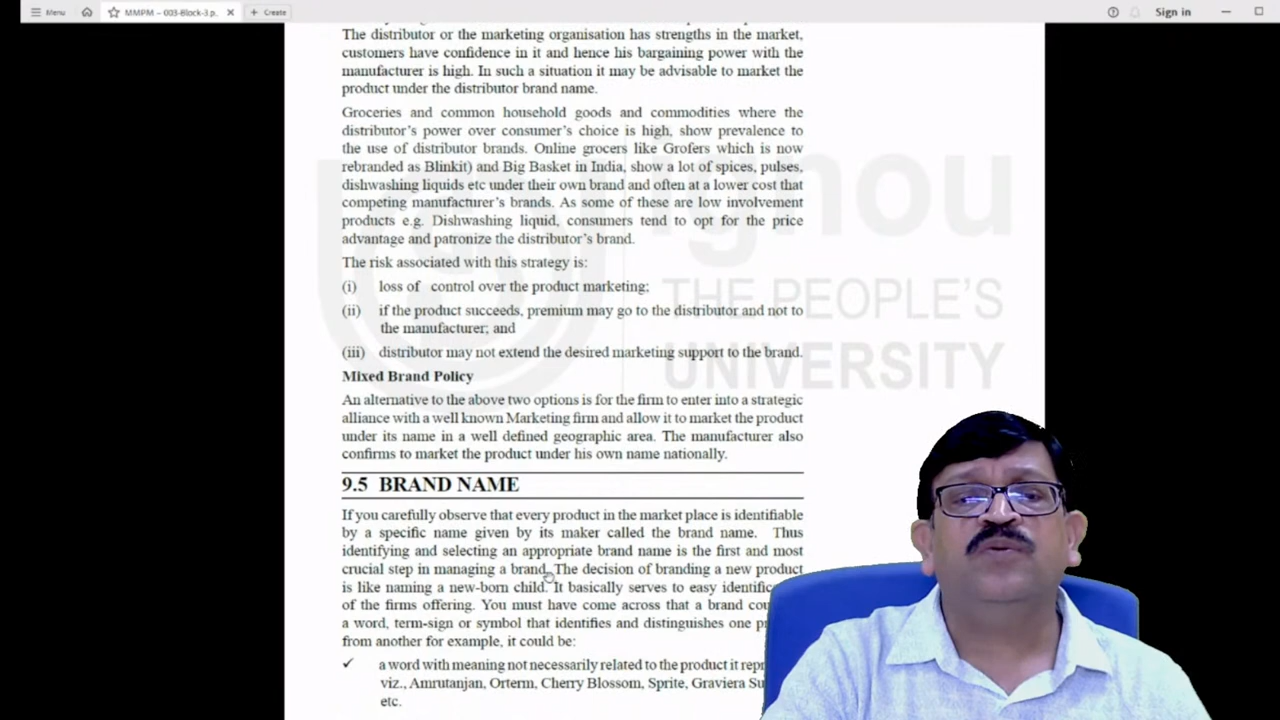 Menu
MMPM – 003-Block-3.p...
Create
Sign in
The distributor or the marketing organisation has strengths in the market,
customers have confidence in it and hence his bargaining power with the
manufacturer is high. In such a situation it may be advisable to market the
product under the distributor brand name.
Groceries and common household goods and commodities where the
distributor's power over consumer's choice is high, show prevalence to
the use of distributor brands. Online grocers like Grofers which is now
rebranded as Blinkit) and Big Basket in India, show a lot of spices, pulses,
dishwashing liquids etc under their own brand and often at a lower cost that
competing manufacturer's brands. As some of these are low involvement
products e.g. Dishwashing liquid, consumers tend to opt for the price
advantage and patronize the distributor's brand.
The risk associated with this strategy is:
(i) loss of control over the product marketing;
(ii) if the product succeeds, premium may go to the distributor and not to
the manufacturer; and
(iii) distributor may not extend the desired marketing support to the brand.
Mixed Brand Policy
An alternative to the above two options is for the firm to enter into a strategic
alliance with a well known Marketing firm and allow it to market the product
under its name in a well defined geographic area. The manufacturer also
confirms to market the product under his own name nationally.
9.5 BRAND NAME
If you carefully observe that every product in the market place is identifiable
by a specific name given by its maker called the brand name. Thus
identifying and selecting an appropriate brand name is the first and most
crucial step in managing a brand. The decision of branding a new product
is like naming a new-born child. It basically serves to easy identific
of the firms offering. You must have come across that a brand cou
a word, term-sign or symbol that identifies and distinguishes one p
from another for example, it could be:
✓ a word with meaning not necessarily related to the product it rep
viz., Amrutanjan, Orterm, Cherry Blossom, Sprite, Graviera Su
etc.
ignou
THE PEOPLE'S
UNIVERSITY